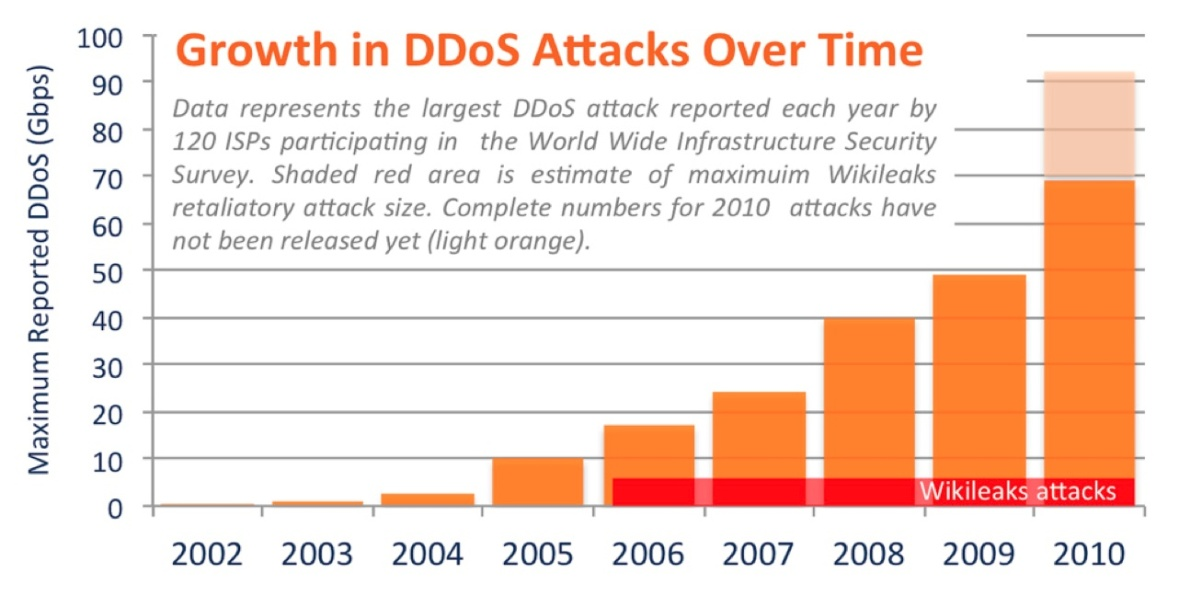 Growth in DDoS Attacks Over Time
Data represents the largest DDoS attack reported each year by
120 ISPs participating in the World Wide Infrastructure Security
Survey. Shaded red area is estimate of maximuim Wikileaks
retaliatory attack size. Complete numbers for 2010 attacks have
not been released yet (light orange).
Maximum Reported DDoS (Gbps)
100
90
80
70
60
50
40
30
20
10
0
Wikileaks attacks
2002 2003 2004 2005 2006 2007 2008 2009 2010